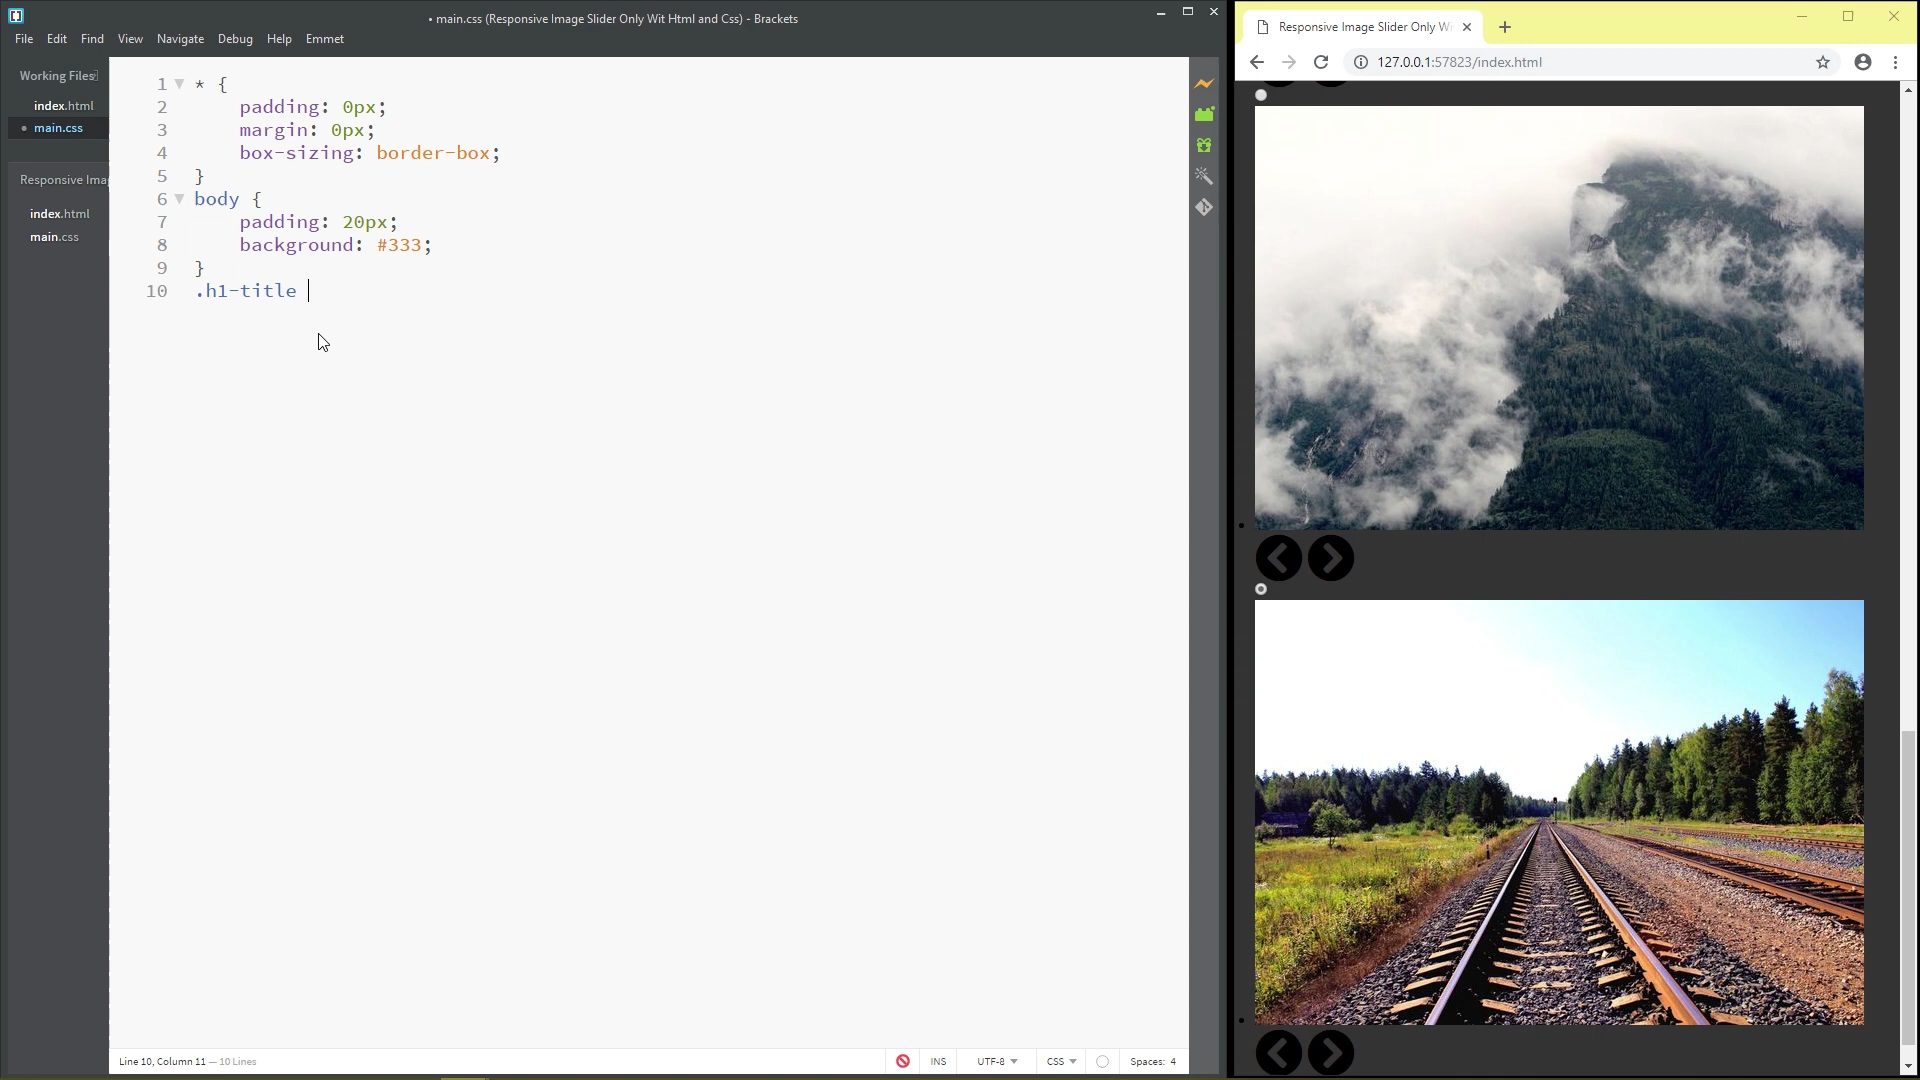 • main.css (Responsive Image Slider Only Wit Html and Css) - Brackets
File Edit Find View Navigate Debug Help Emmet
Working Files
index.html
• main.css
Responsive Ima
index.html
main.css
1 * {
2 padding: 0px;
3 margin: 0px;
4 box-sizing: border-box;
5 }
6 body {
7 padding: 20px;
8 background: #333;
9 }
10 .h1-title
Line 10, Column 11 — 10 Lines
INS UTF-8 CSS Spaces: 4
Responsive Image Slider Only Wi
127.0.0.1:57823/index.html